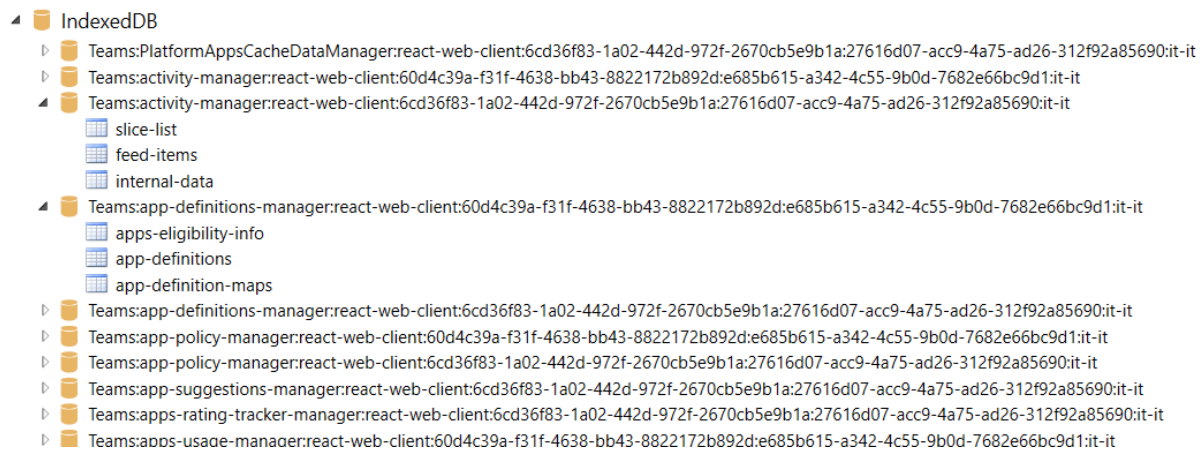 IndexedDB
Teams:PlatformAppsCacheDataManager:react-web-client:6cd36f83-1a02-442d-972f-2670cb5e9b1a:27616d07-acc9-4a75-ad26-312f92a85690:it-it
Teams:activity-manager:react-web-client:60d4c39a-f31f-4638-bb43-8822172b892d:e685b615-a342-4c55-9b0d-7682e66bc9d1:it-it
Teams:activity-manager:react-web-client:6cd36f83-1a02-442d-972f-2670cb5e9b1a:27616d07-acc9-4a75-ad26-312f92a85690:it-it
slice-list
feed-items
internal-data
Teams:app-definitions-manager:react-web-client:60d4c39a-f31f-4638-bb43-8822172b892d:e685b615-a342-4c55-9b0d-7682e66bc9d1:it-it
apps-eligibility-info
app-definitions
app-definition-maps
Teams:app-definitions-manager:react-web-client:6cd36f83-1a02-442d-972f-2670cb5e9b1a:27616d07-acc9-4a75-ad26-312f92a85690:it-it
Teams:app-policy-manager:react-web-client:60d4c39a-f31f-4638-bb43-8822172b892d:e685b615-a342-4c55-9b0d-7682e66bc9d1:it-it
Teams:app-policy-manager:react-web-client:6cd36f83-1a02-442d-972f-2670cb5e9b1a:27616d07-acc9-4a75-ad26-312f92a85690:it-it
Teams:app-suggestions-manager:react-web-client:6cd36f83-1a02-442d-972f-2670cb5e9b1a:27616d07-acc9-4a75-ad26-312f92a85690:it-it
Teams:apps-rating-tracker-manager:react-web-client:6cd36f83-1a02-442d-972f-2670cb5e9b1a:27616d07-acc9-4a75-ad26-312f92a85690:it-it
Teams:apps-usage-manager:react-web-client:60d4c39a-f31f-4638-bb43-8822172b892d:e685b615-a342-4c55-9b0d-7682e66bc9d1:it-it